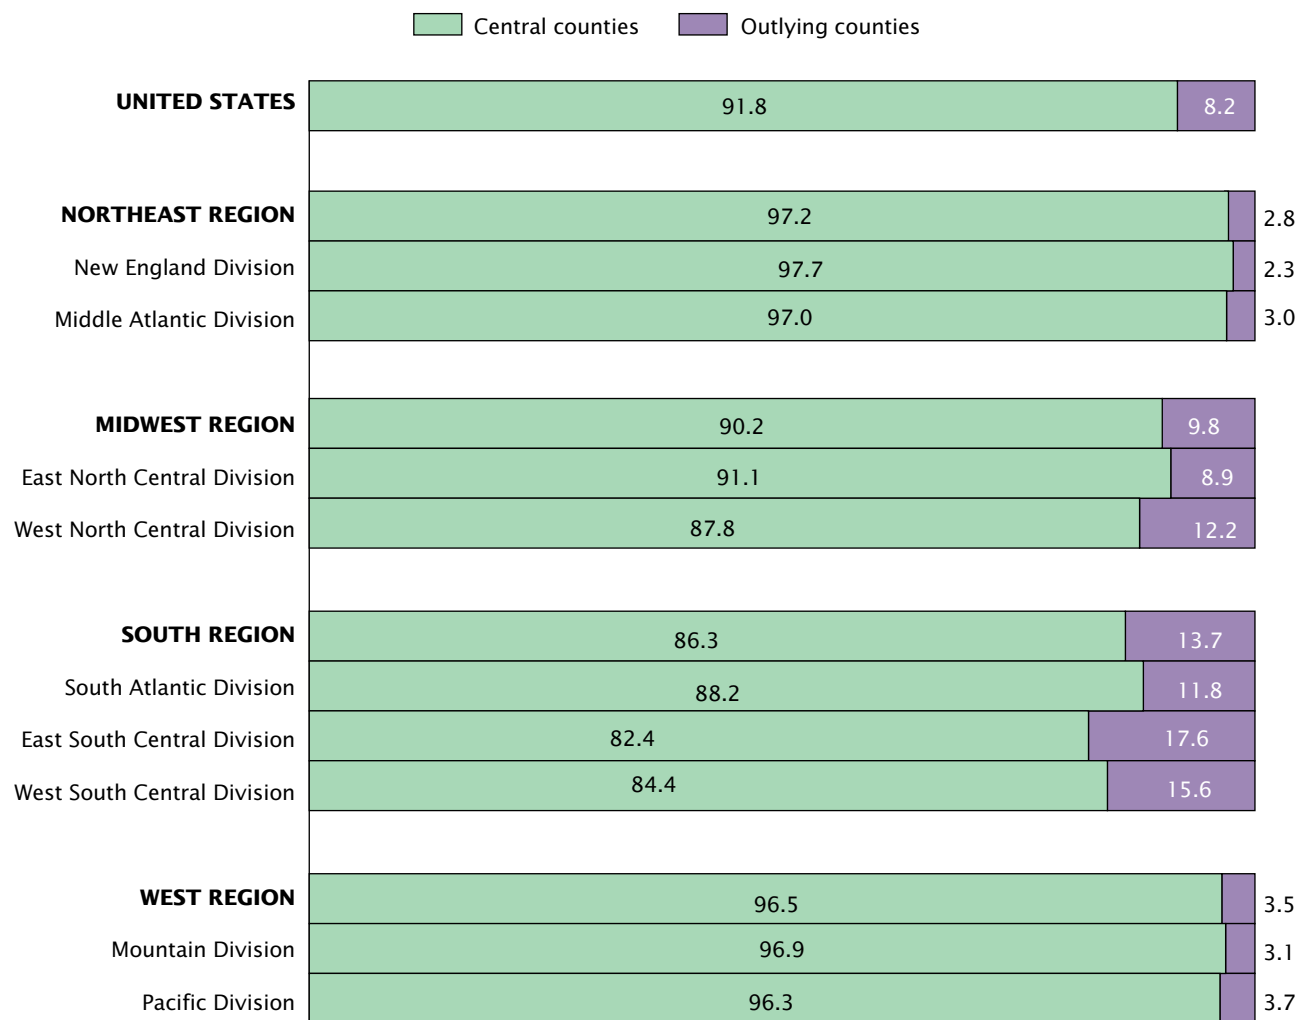 Central counties Outlying counties
UNITED STATES 91.8 8.2
NORTHEAST REGION 97.2 2.8
New England Division 97.7 2.3
Middle Atlantic Division 97.0 3.0
MIDWEST REGION 90.2 9.8
East North Central Division 91.1 8.9
West North Central Division 87.8 12.2
SOUTH REGION 86.3 13.7
South Atlantic Division 88.2 11.8
East South Central Division 82.4 17.6
West South Central Division 84.4 15.6
WEST REGION 96.5 3.5
Mountain Division 96.9 3.1
Pacific Division 96.3 3.7